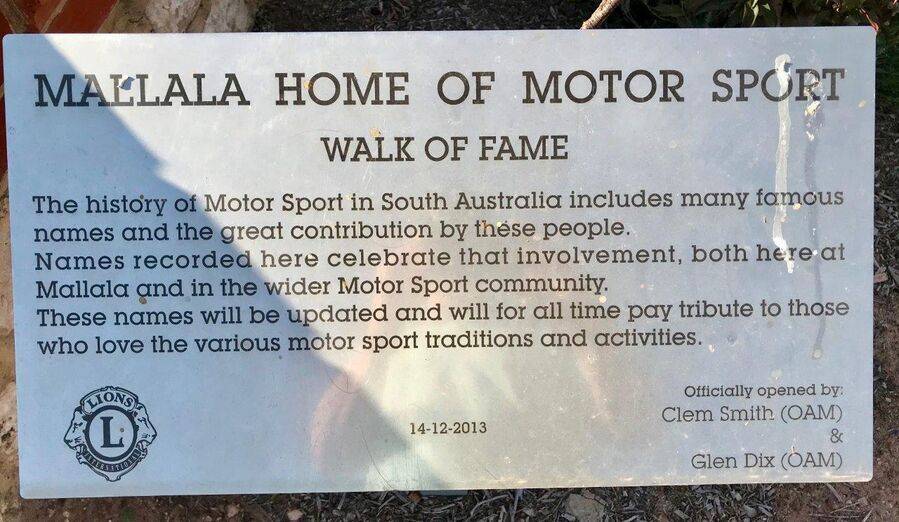 MALLALA HOME OF MOTOR SPORT
WALK OF FAME
The history of Motor Sport in South Australia includes many famous
names and the great contribution by these people.
Names recorded here celebrate that involvement, both here at
Mallala and in the wider Motor Sport community.
These names will be updated and will for all time pay tribute to those
who love the various motor sport traditions and activities.
LIONS
L
INTERNATIONAL
14-12-2013
Officially opened by:
Clem Smith (OAM)
&
Glen Dix (OAM)